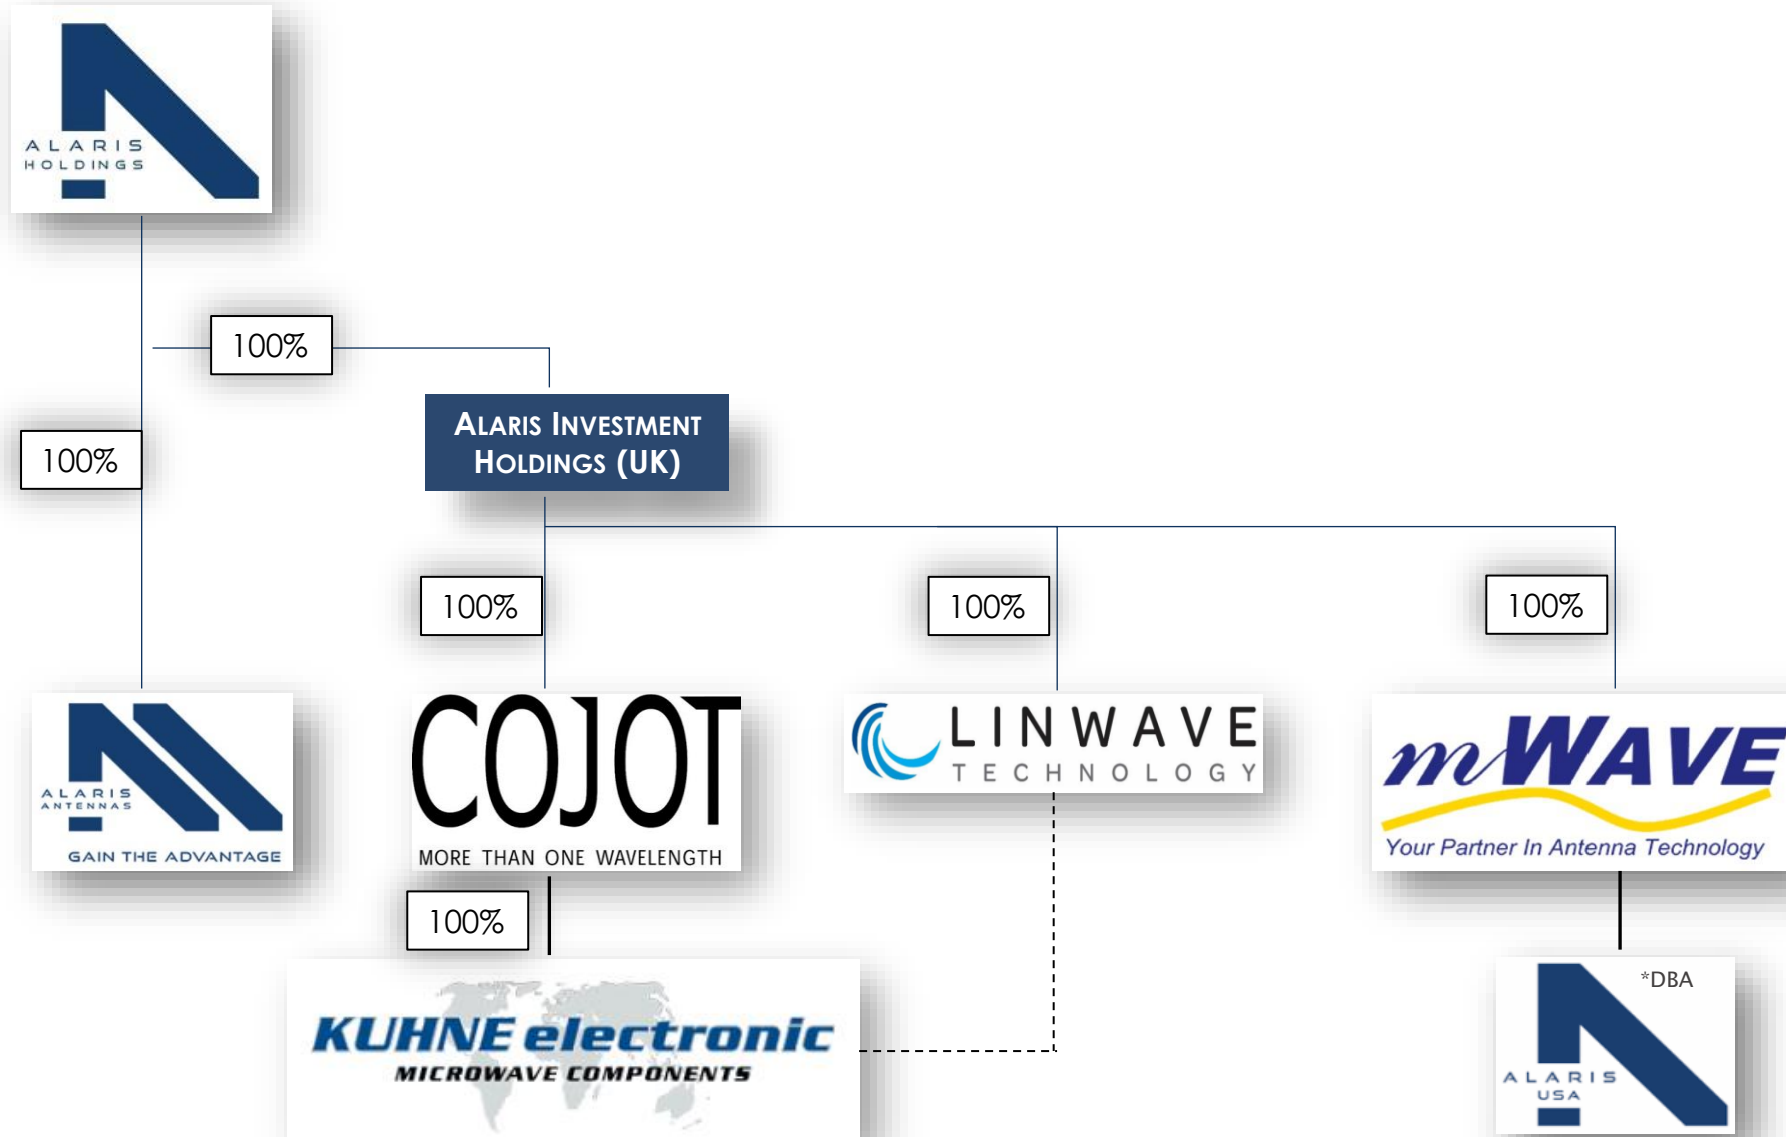 ALARIS
HOLDINGS
100%
ALARIS INVESTMENT
HOLDINGS (UK)
100%
100%
100%
100%
ALARIS
ANTENNAS
GAIN THE ADVANTAGE
COJOT
MORE THAN ONE WAVELENGTH
LINWAVE
TECHNOLOGY
mWAVE
Your Partner In Antenna Technology
100%
KUHNE electronic
MICROWAVE COMPONENTS
*DBA
ALARIS
USA